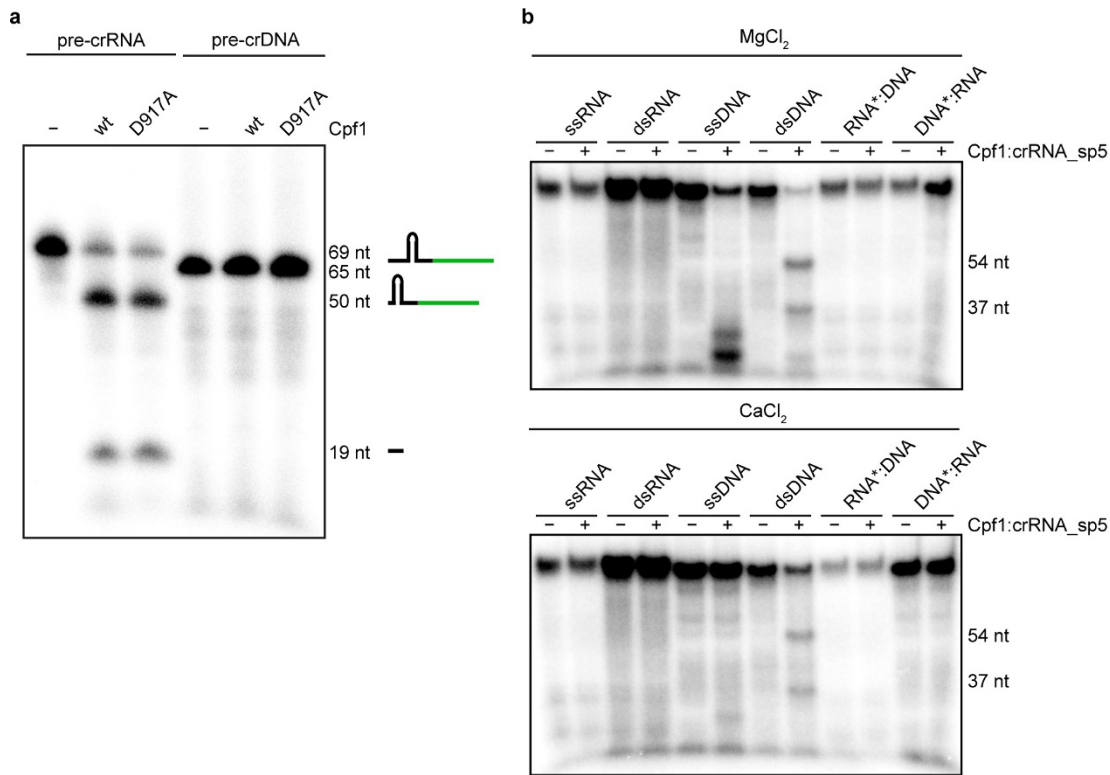 a
pre-crRNA pre-crDNA
– wt D917A – wt D917A Cpf1
69 nt
65 nt
50 nt
19 nt
b
MgCl₂
ssRNA dsRNA ssDNA dsDNA RNA*:DNA DNA*:RNA
– + – + – + – + – + – + Cpf1:crRNA_sp5
54 nt
37 nt
CaCl₂
ssRNA dsRNA ssDNA dsDNA RNA*:DNA DNA*:RNA
– + – + – + – + – + – + Cpf1:crRNA_sp5
54 nt
37 nt